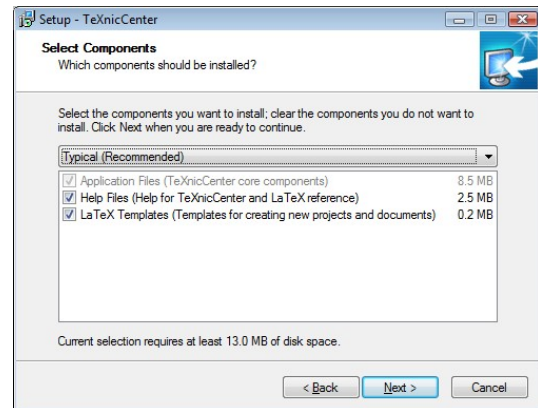 Setup - TeXnicCenter
Select Components
Which components should be installed?
Select the components you want to install; clear the components you do not want to
install. Click Next when you are ready to continue.
Typical (Recommended)
Application Files (TeXnicCenter core components) 8.5 MB
Help Files (Help for TeXnicCenter and LaTeX reference) 2.5 MB
LaTeX Templates (Templates for creating new projects and documents) 0.2 MB
Current selection requires at least 13.0 MB of disk space.
< Back Next > Cancel